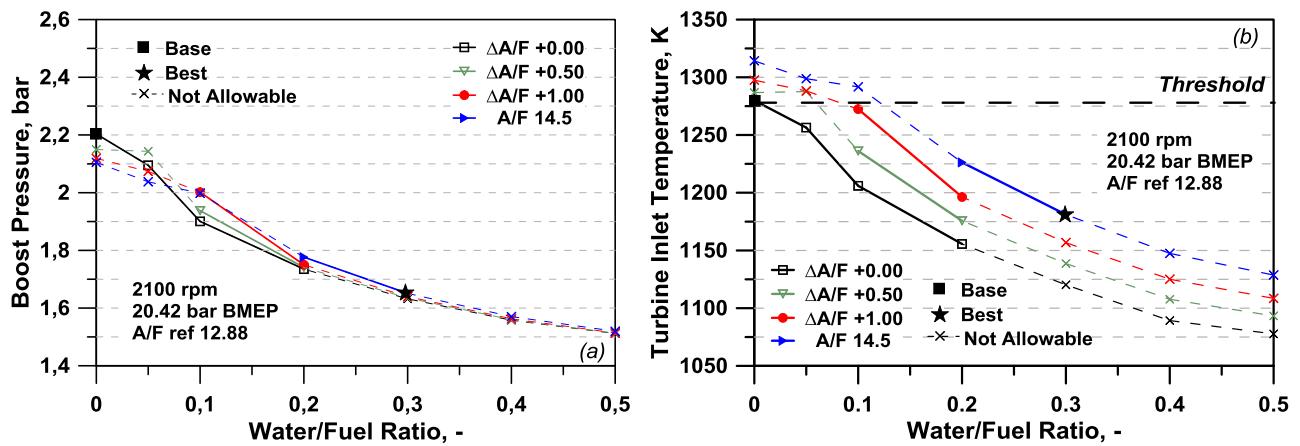 2,6
2,4
2,2
2
1,8
1,6
1,4
Boost Pressure, bar
Base
Best
Not Allowable
ΔA/F +0.00
ΔA/F +0.50
ΔA/F +1.00
A/F 14.5
2100 rpm
20.42 bar BMEP
A/F ref 12.88
(a)
0 0,1 0,2 0,3 0,4 0,5
Water/Fuel Ratio, -
1350
1300
1250
1200
1150
1100
1050
Turbine Inlet Temperature, K
(b)
Threshold
2100 rpm
20.42 bar BMEP
A/F ref 12.88
ΔA/F +0.00
ΔA/F +0.50
ΔA/F +1.00
A/F 14.5
Base
Best
Not Allowable
0 0.1 0.2 0.3 0.4 0.5
Water/Fuel Ratio, -